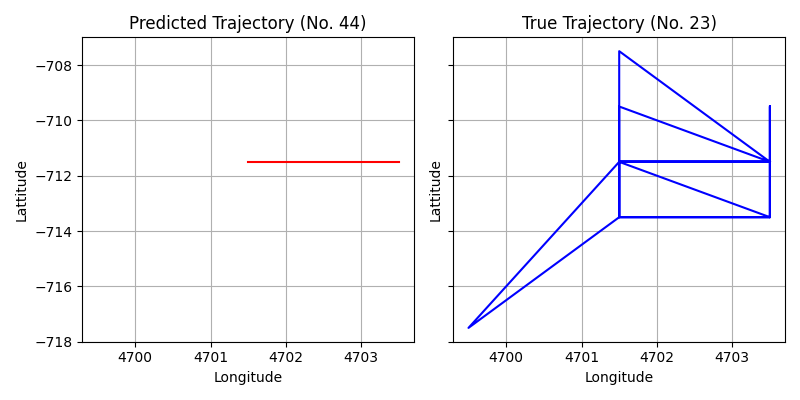 Predicted Trajectory (No. 44)
True Trajectory (No. 23)
−708
−710
−712
−714
−716
−718
Lattitude
Lattitude
4700 4701 4702 4703
4700 4701 4702 4703
Longitude
Longitude